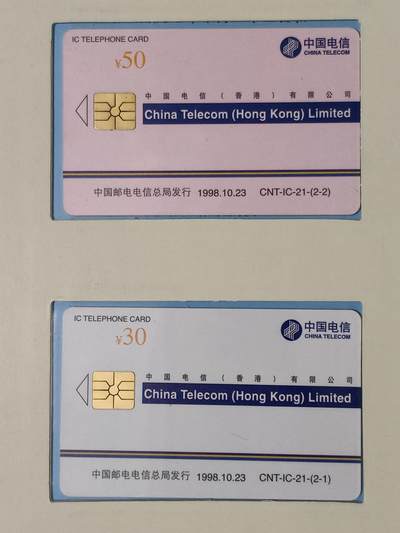 IC TELEPHONE CARD
中国电信
CHINA TELECOM
¥50
中国电信(香港)有限公司
China Telecom (Hong Kong) Limited
中国邮电电信总局发行 1998.10.23 CNT-IC-21-(2-2)
IC TELEPHONE CARD
中国电信
CHINA TELECOM
¥30
中国电信(香港)有限公司
China Telecom (Hong Kong) Limited
中国邮电电信总局发行 1998.10.23 CNT-IC-21-(2-1)